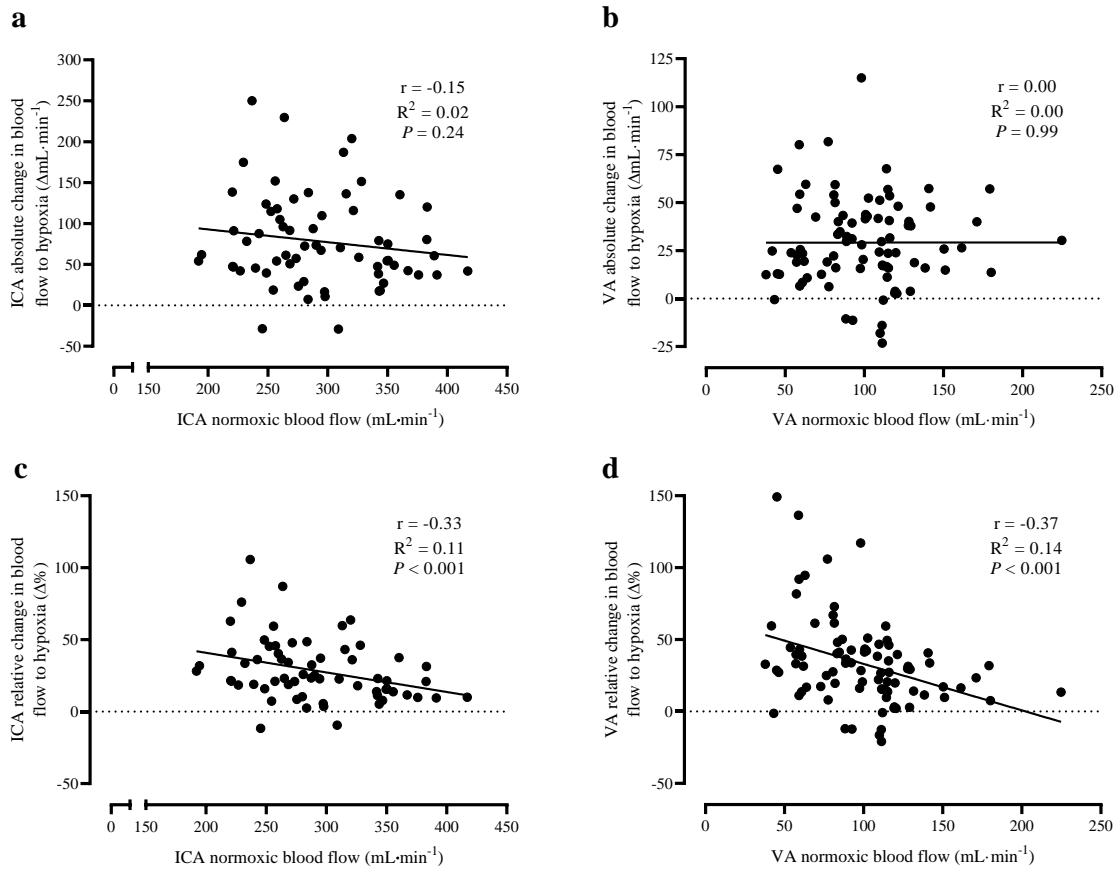 a
ICA absolute change in blood
flow to hypoxia (ΔmL·min⁻¹)
300
250
200
150
100
50
0
-50
r = -0.15
R² = 0.02
P = 0.24
0 150 200 250 300 350 400 450
ICA normoxic blood flow (mL•min⁻¹)
b
VA absolute change in blood
flow to hypoxia (ΔmL·min⁻¹)
125
100
75
50
25
0
-25
r = 0.00
R² = 0.00
P = 0.99
0 50 100 150 200 250
VA normoxic blood flow (mL·min⁻¹)
c
ICA relative change in blood
flow to hypoxia (Δ%)
150
100
50
0
-50
r = -0.33
R² = 0.11
P < 0.001
0 150 200 250 300 350 400 450
ICA normoxic blood flow (mL•min⁻¹)
d
VA relative change in blood
flow to hypoxia (Δ%)
150
100
50
0
-50
r = -0.37
R² = 0.14
P < 0.001
0 50 100 150 200 250
VA normoxic blood flow (mL·min⁻¹)